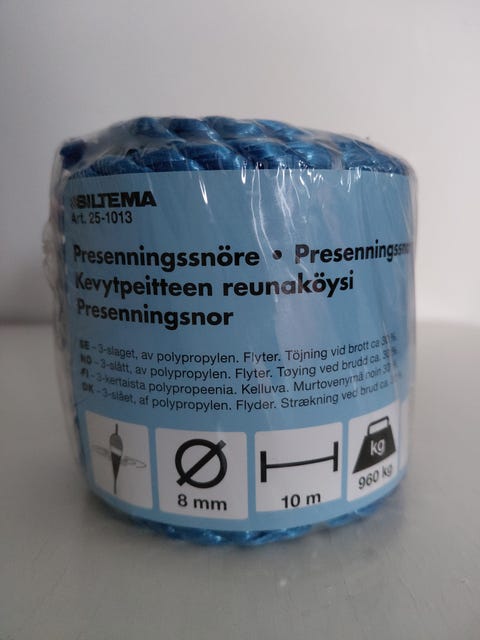 BILTEMA
Art. 25-1013
Presenningssnöre • Presenningssno
Kevytpeitteen reunaköysi
Presenningsnor
SE - 3-slaget, av polypropylen. Flyter. Töjning vid brott ca 30 %.
NO - 3-slått, av polypropylen. Flyter. Tøying ved brudd ca. 30 %.
FI - 3-kertaista polypropeenia. Kelluva. Murtovenymä noin 30
DK - 3-slået, af polypropylen. Flyder. Strækning ved brud ca.
8 mm
10 m
kg
960 kg